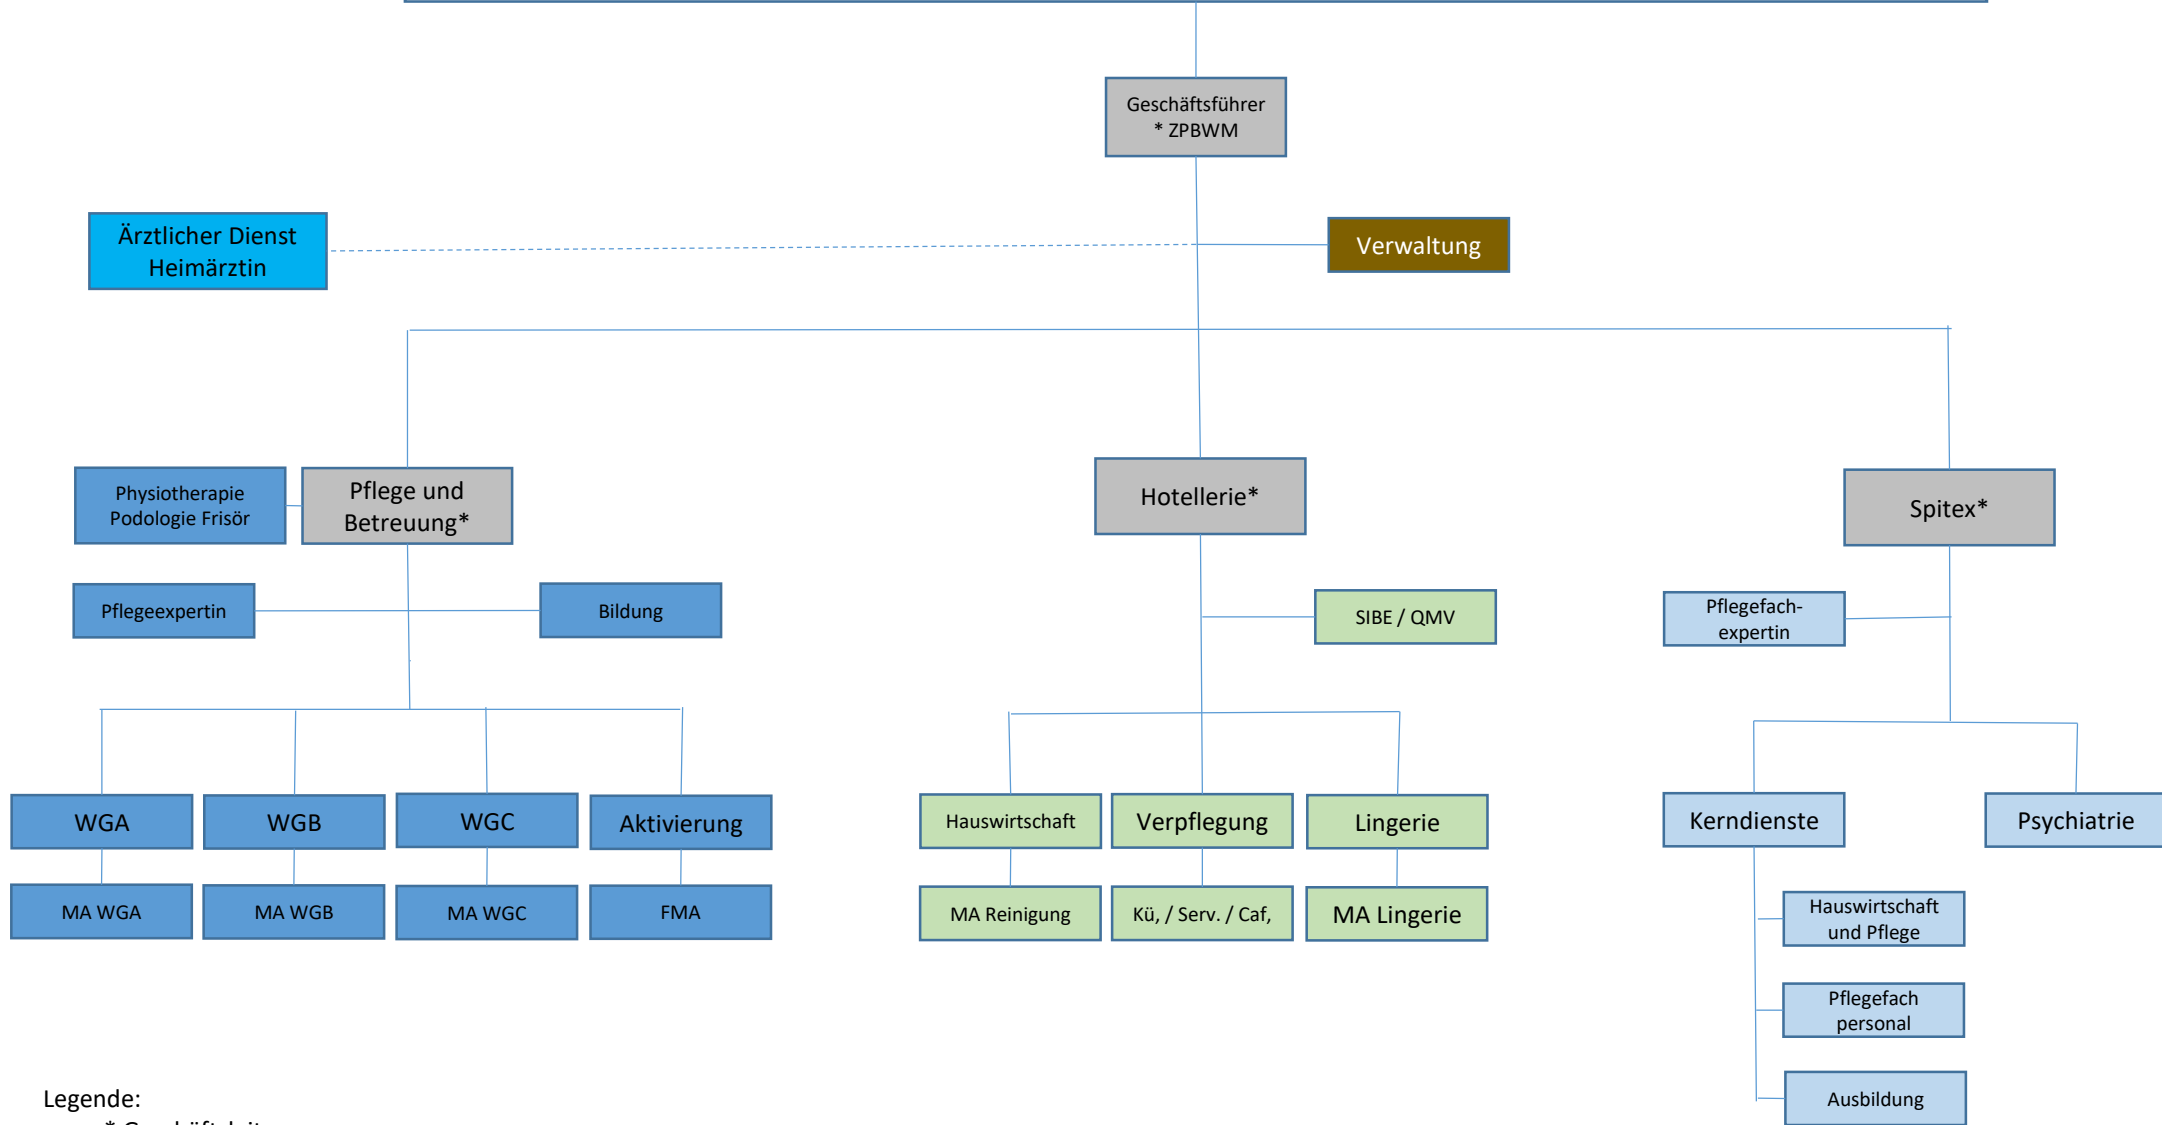 Geschäftsführer
* ZPBWM
Ärztlicher Dienst
Heimärztin
Verwaltung
Physiotherapie
Podologie Frisör
Pflege und
Betreuung*
Hotellerie*
Spitex*
Pflegeexpertin
Bildung
SIBE / QMV
Pflegefach-
expertin
WGA
WGB
WGC
Aktivierung
Hauswirtschaft
Verpflegung
Lingerie
Kerndienste
Psychiatrie
MA WGA
MA WGB
MA WGC
FMA
MA Reinigung
Kü, / Serv. / Caf,
MA Lingerie
Hauswirtschaft
und Pflege
Pflegefach
personal
Ausbildung
Legende: